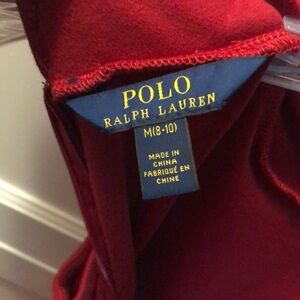 POLO
RALPH LAUREN
M(8-10)
MADE IN
CHINA
FABRIQUÉ EN
CHINE